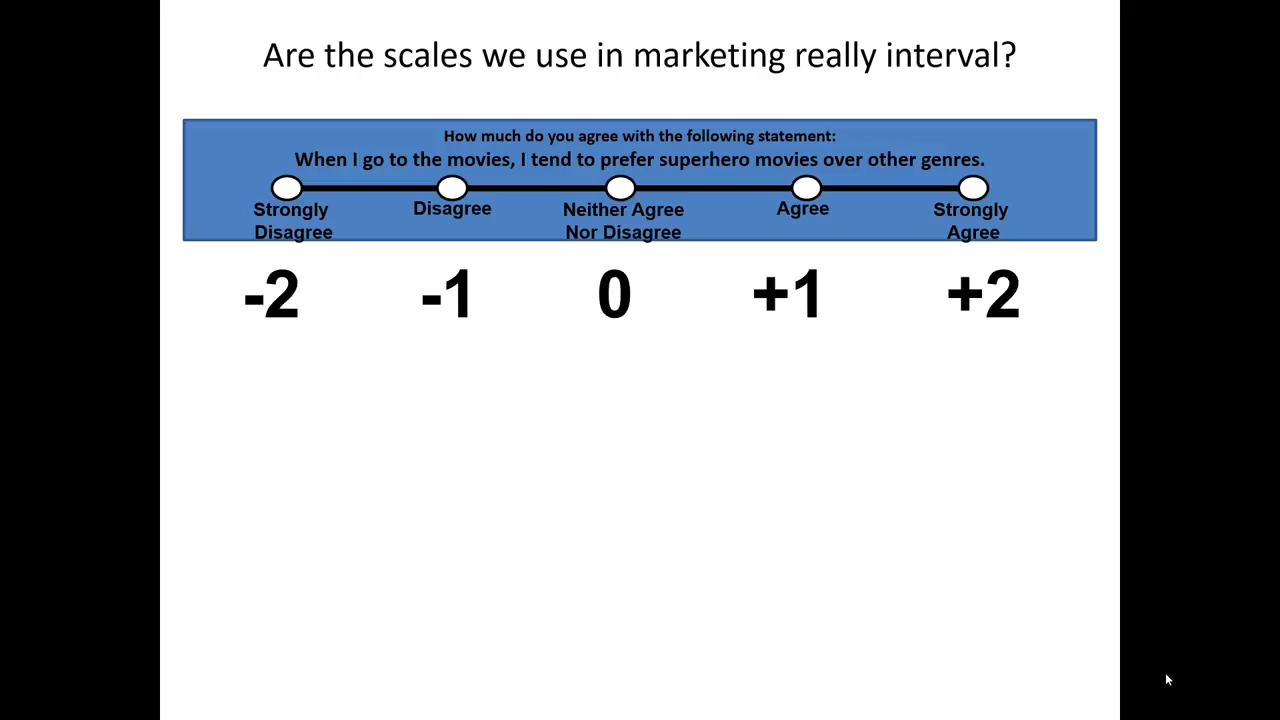 Are the scales we use in marketing really interval?
How much do you agree with the following statement:
When I go to the movies, I tend to prefer superhero movies over other genres.
Strongly Disagree Neither Agree Agree Strongly
Disagree Nor Disagree Agree
-2 -1 0 +1 +2